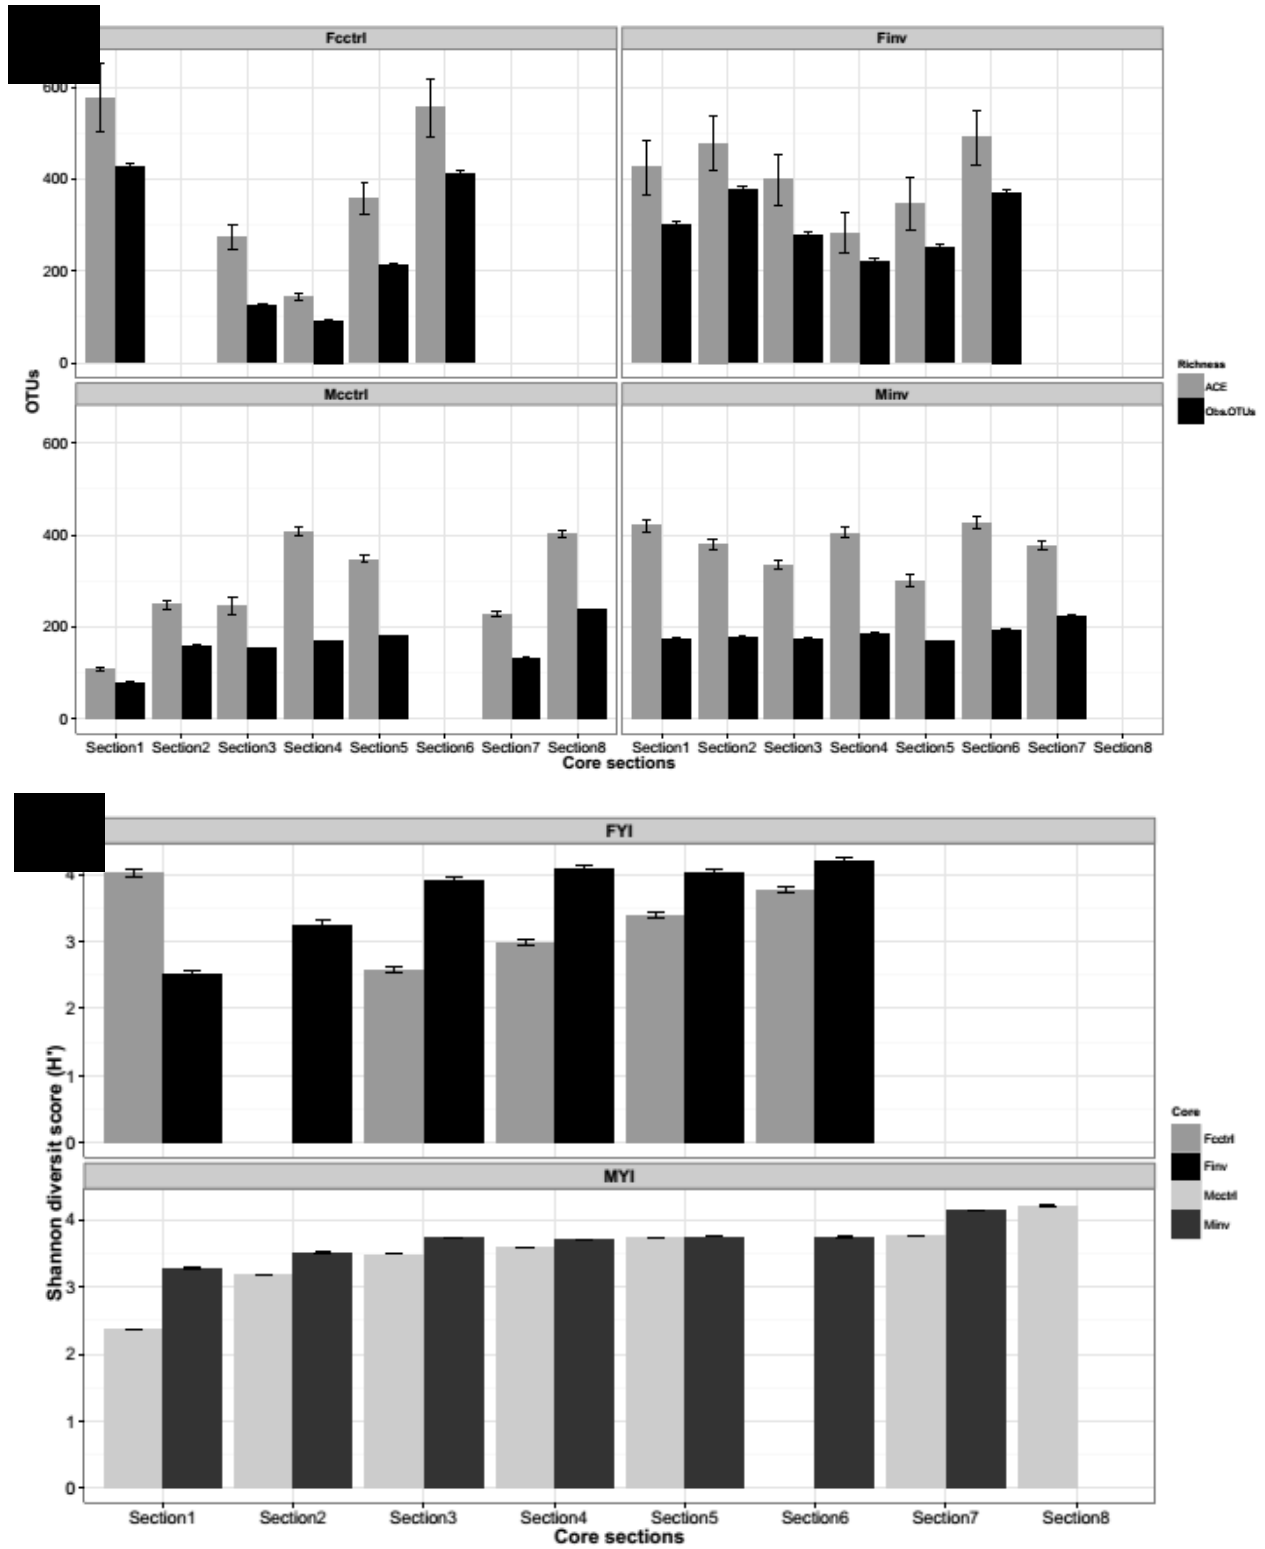 Fcctrl Finv
600
400
200
0
Mcctrl Minv
600
400
200
0
OTUs
Richness
ACE
Obs.OTUs
Section1 Section2 Section3 Section4 Section5 Section6 Section7 Section8 Section1 Section2 Section3 Section4 Section5 Section6 Section7 Section8
Core sections
FYI
4
3
2
1
0
MYI
4
3
2
1
0
Shannon diversit score (H')
Core
Fcctrl
Finv
Mcctrl
Minv
Section1 Section2 Section3 Section4 Section5 Section6 Section7 Section8
Core sections